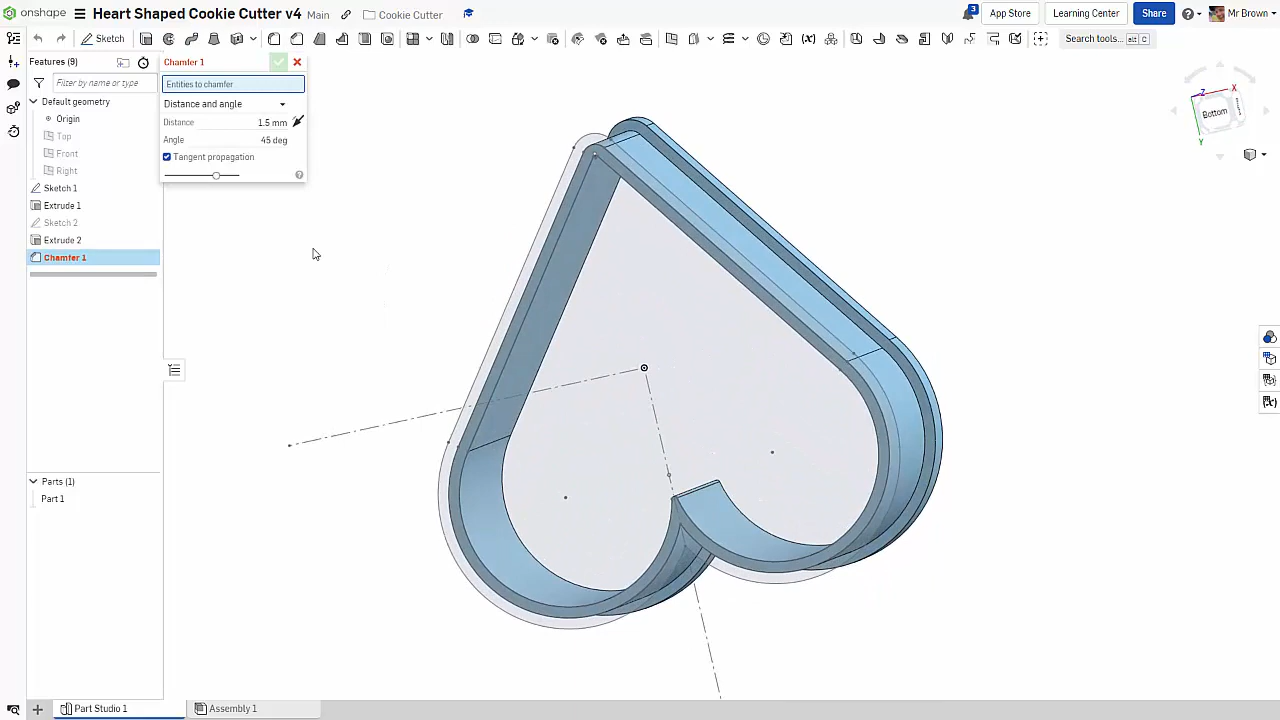 onshape
Heart Shaped Cookie Cutter v4 Main Cookie Cutter
3 App Store Learning Center Share Mr Brown
Sketch
Search tools... alt C
Features (9)
Filter by name or type
Default geometry
Origin
Top
Front
Right
Sketch 1
Extrude 1
Sketch 2
Extrude 2
Chamfer 1
Parts (1)
Part 1
Chamfer 1
Entities to chamfer
Distance and angle
Distance 1.5 mm
Angle 45 deg
Tangent propagation
Z X
Bottom
Y
Part Studio 1
Assembly 1